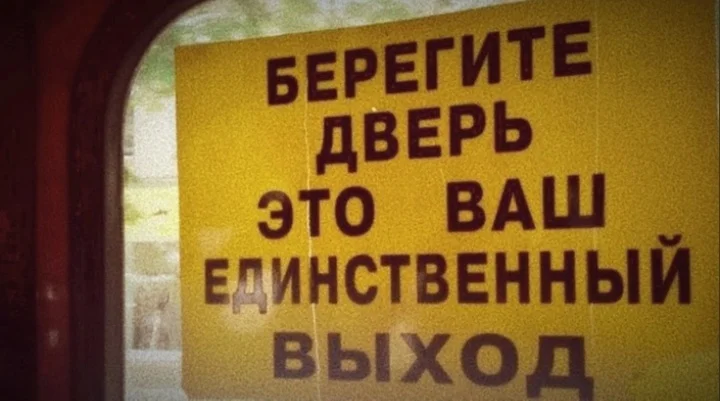 БЕРЕГИТЕ
ДВЕРЬ
ЭТО ВАШ
ЕДИНСТВЕННЫЙ
ВЫХОД